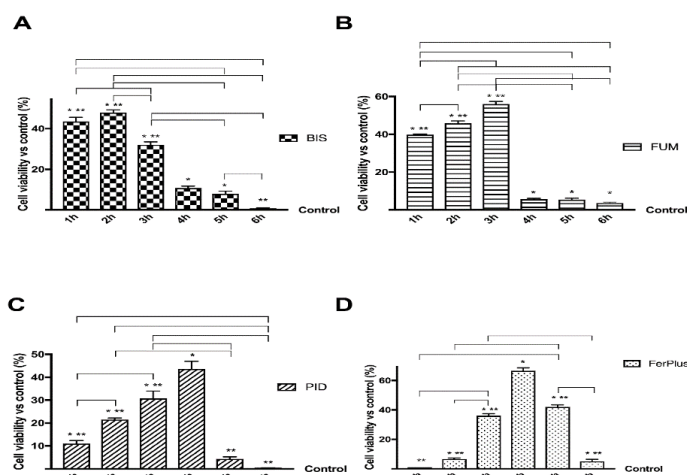 A
Cell viability vs control (%)
40
20
* **
* **
* **
*
*
**
BIS
Control
1h
2h
3h
4h
5h
6h
B
Cell viability vs control (%)
60
40
20
* **
* **
* **
*
*
*
FUM
Control
1h
2h
3h
4h
5h
6h
C
Cell viability vs control (%)
50
40
30
20
10
* **
* **
* **
*
**
**
PID
Control
D
Cell viability vs control (%)
80
60
40
20
**
* **
* **
*
* **
* **
FerPlus
Control